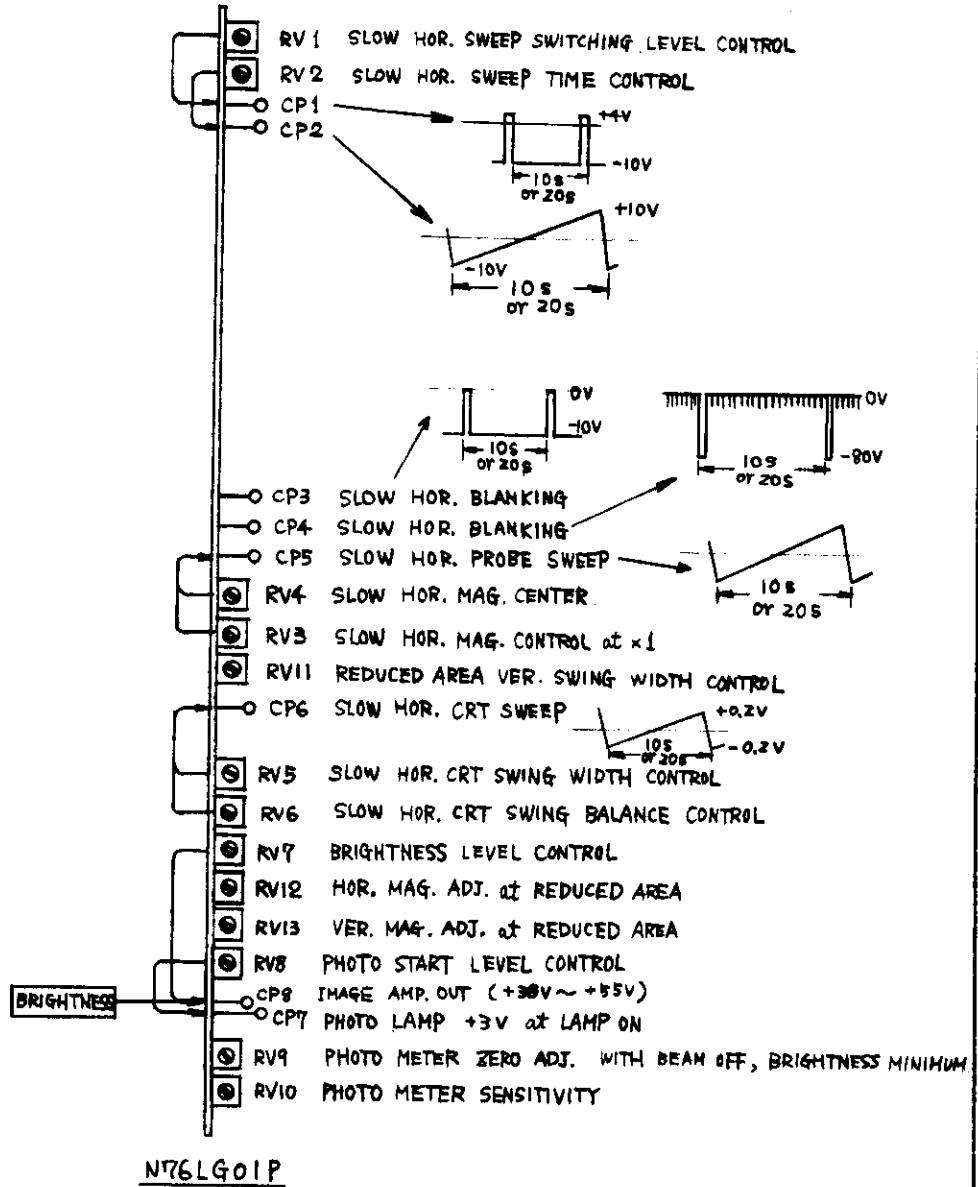 RV1 SLOW HOR. SWEEP SWITCHING LEVEL CONTROL
RV2 SLOW HOR. SWEEP TIME CONTROL
CP1
CP2
+4V
-10V
10s
or 20s
+10V
-10V
10s
or 20s
0V
-10V
10s
or 20s
0V
-80V
10s
or 20s
CP3 SLOW HOR. BLANKING
CP4 SLOW HOR. BLANKING
CP5 SLOW HOR. PROBE SWEEP
10s
or 20s
RV4 SLOW HOR. MAG. CENTER
RV3 SLOW HOR. MAG. CONTROL at ×1
RV11 REDUCED AREA VER. SWING WIDTH CONTROL
CP6 SLOW HOR. CRT SWEEP
+0.2V
-0.2V
10s
or 20s
RV5 SLOW HOR. CRT SWING WIDTH CONTROL
RV6 SLOW HOR. CRT SWING BALANCE CONTROL
RV7 BRIGHTNESS LEVEL CONTROL
RV12 HOR. MAG. ADJ. at REDUCED AREA
RV13 VER. MAG. ADJ. at REDUCED AREA
RV8 PHOTO START LEVEL CONTROL
BRIGHTNESS
CP8 IMAGE AMP. OUT ( ~ +55V)
CP7 PHOTO LAMP +3V at LAMP ON
RV9 PHOTO METER ZERO ADJ. WITH BEAM OFF, BRIGHTNESS MINIMUM
RV10 PHOTO METER SENSITIVITY
N76LG01P